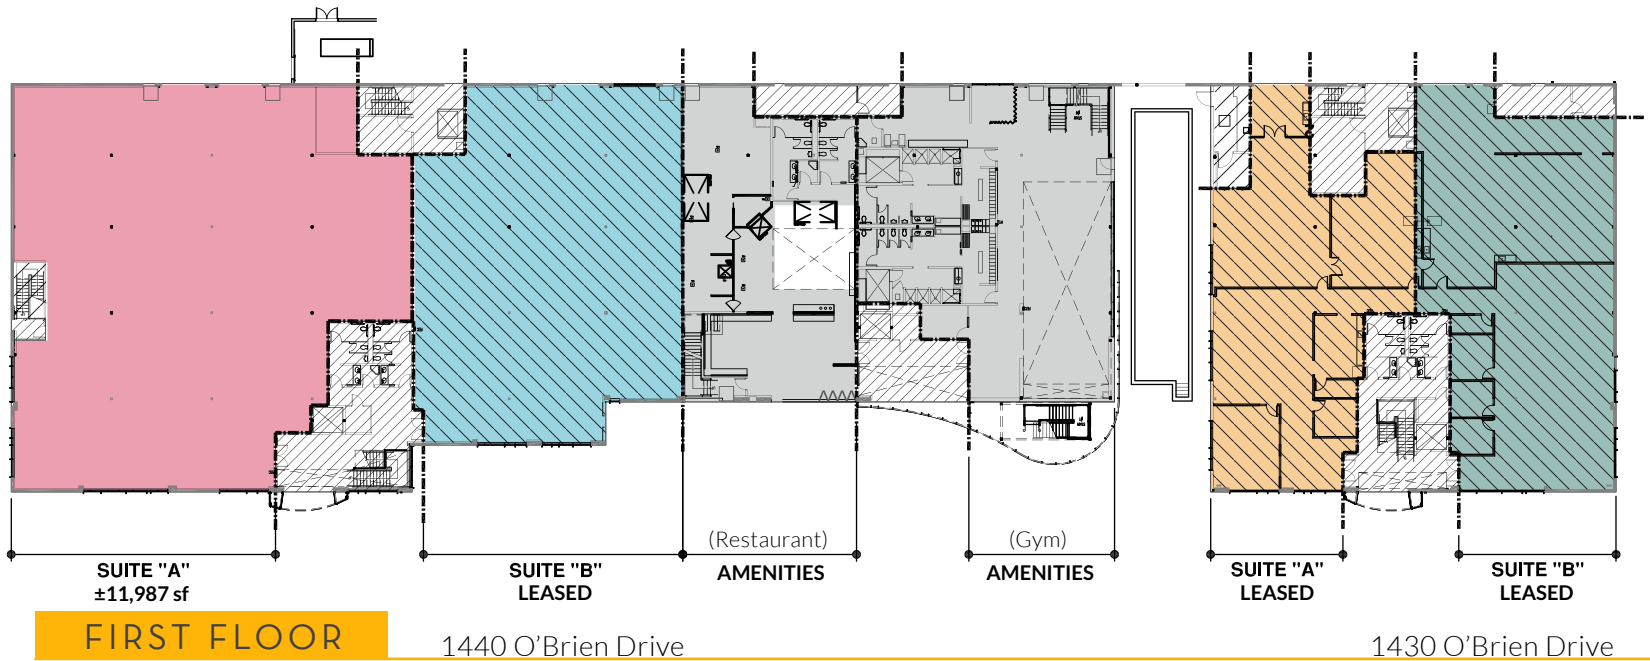 (Restaurant)
(Gym)
SUITE "A"
±11,987 sf
SUITE "B"
LEASED
AMENITIES
AMENITIES
SUITE "A"
LEASED
SUITE "B"
LEASED
FIRST FLOOR
1440 O’Brien Drive
1430 O’Brien Drive